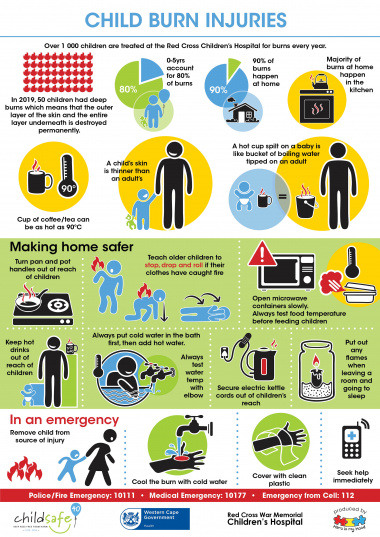 CHILD BURN INJURIES
Over 1 000 children are treated at the Red Cross Children's Hospital for burns every year.
In 2019, 50 children had deep
burns which means that the outer
layer of the skin and the entire
layer underneath is destroyed
permanently.
80%
0-5yrs
account
for 80%
of burns
90%
90% of
burns
happen
at home
Majority of
burns at home
happen
in the
kitchen
90°
Cup of coffee/tea can
be as hot as 90°C
A child's skin
is thinner than
an adult's
A hot cup spilt on a baby is
like bucket of boiling water
tipped on an adult
=
Making home safer
Turn pan and pot
handles out of reach
of children
Teach older children to
stop, drop and roll if their
clothes have caught fire
Open microwave
containers slowly.
Always test food temperature
before feeding children
Keep hot
drinks
out of
reach of
children
Always put cold water in the bath
first, then add hot water.
Always
test
water
temp
with
elbow
Secure electric kettle
cords out of children's
reach
Put out
any
flames
when
leaving a
room and
going to
sleep
In an emergency
Remove child from
source of injury
Cool the burn with cold water
Cover with clean
plastic
Seek help
immediately
Police/Fire Emergency: 10111 • Medical Emergency: 10177 • Emergency from Cell: 112
childsafe
40
Western Cape
Government
Health
Red Cross War Memorial
Children's Hospital
produced by